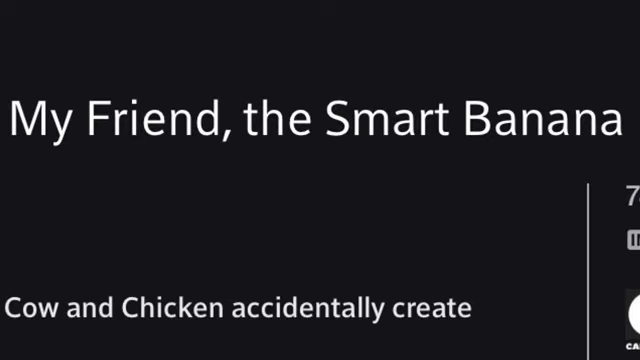 My Friend, the Smart Banana
Cow and Chicken accidentally create